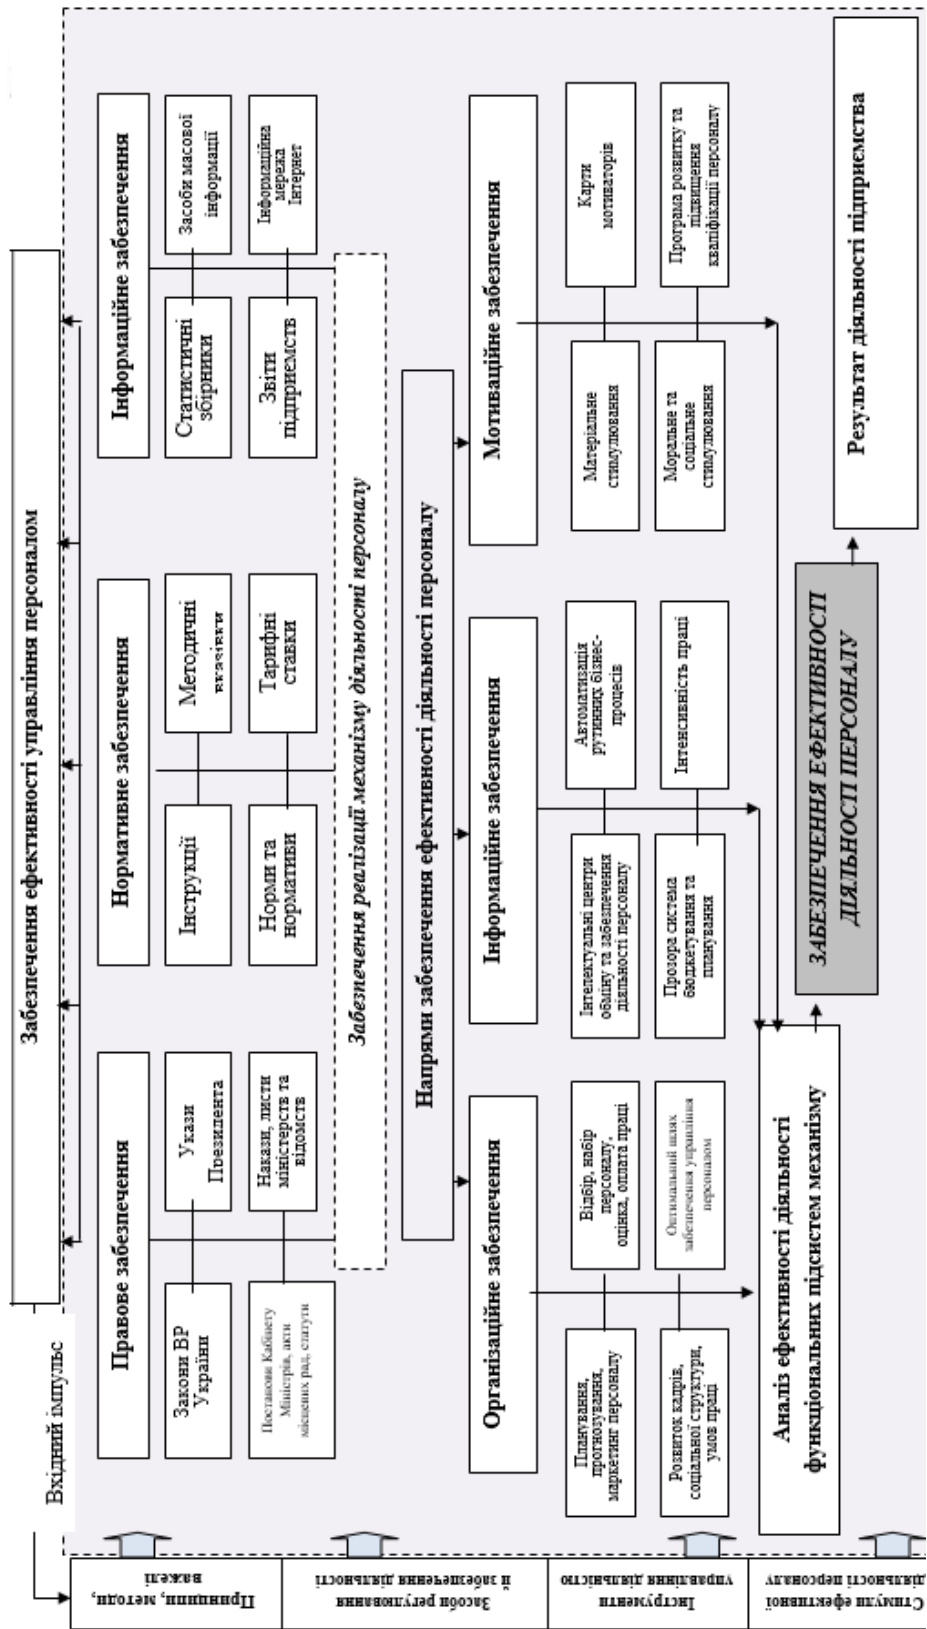 Забезпечення ефективності управління персоналом
Вхідний імпульс
Принципи, методи,
важелі
Правове забезпечення
Закони ВР
України
Укази
Президента
Постанови Кабінету
Міністрів, акти
місцевих рад, статути
Накази, листи
міністерств та
відомств
Нормативне забезпечення
Інструкції
Методичні
вказівки
Норми та
нормативи
Тарифні
ставки
Інформаційне забезпечення
Статистичні
збірники
Засоби масової
інформації
Звіти
підприємств
Інформаційна
мережа
Інтернет
Засоби регулювання
й забезпечення діяльності
Забезпечення реалізації механізму діяльності персоналу
Напрями забезпечення ефективності діяльності персоналу
Організаційне забезпечення
Інформаційне забезпечення
Мотиваційне забезпечення
Інструменти
управління діяльністю
Планування,
прогнозування,
маркетинг персоналу
Відбір, набір
персоналу,
оцінка, оплата праці
Розвиток кадрів,
соціальної структури,
умов праці
Оптимальний шлях
забезпечення управління
персоналом
Інтелектуальні центри
обміну та забезпечення
діяльності персоналу
Автоматизація
рутинних бізнес-
процесів
Прозора система
бюджетування та
планування
Інтенсивність праці
Матеріальне
стимулювання
Карти
мотиваторів
Моральне та
соціальне
стимулювання
Програма розвитку та
підвищення
кваліфікації персоналу
Стимули ефективної
діяльності персоналу
Аналіз ефективності діяльності
функціональних підсистем механізму
ЗАБЕЗПЕЧЕННЯ ЕФЕКТИВНОСТІ
ДІЯЛЬНОСТІ ПЕРСОНАЛУ
Результат діяльності підприємства